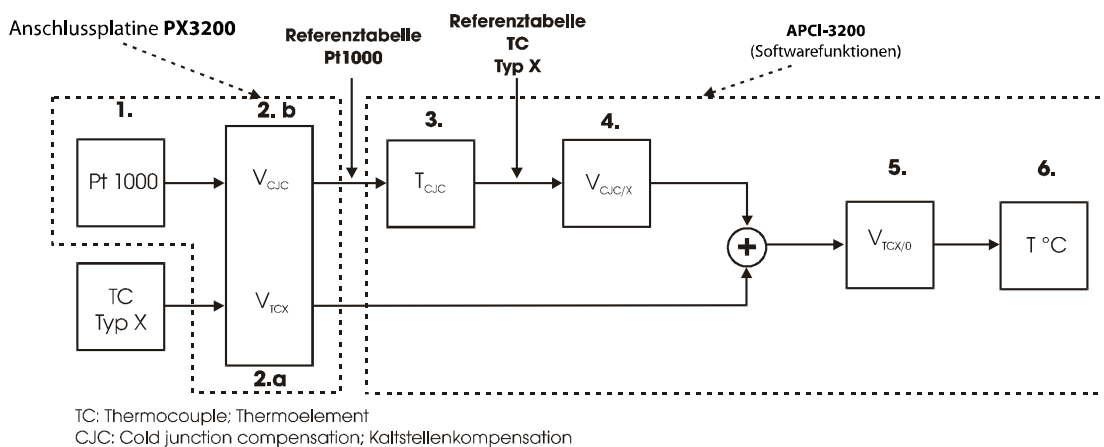 Anschlussplatine PX3200
Referenztabelle
Pt1000
Referenztabelle
TC
Typ X
APCI-3200
(Softwarefunktionen)
1.
2. b
3.
4.
5.
6.
Pt 1000
V_CJC
T_CJC
V_CJC/X
+
V_TCX/0
T °C
TC
Typ X
V_TCX
2.a
TC: Thermocouple; Thermoelement
CJC: Cold junction compensation; Kaltstellenkompensation